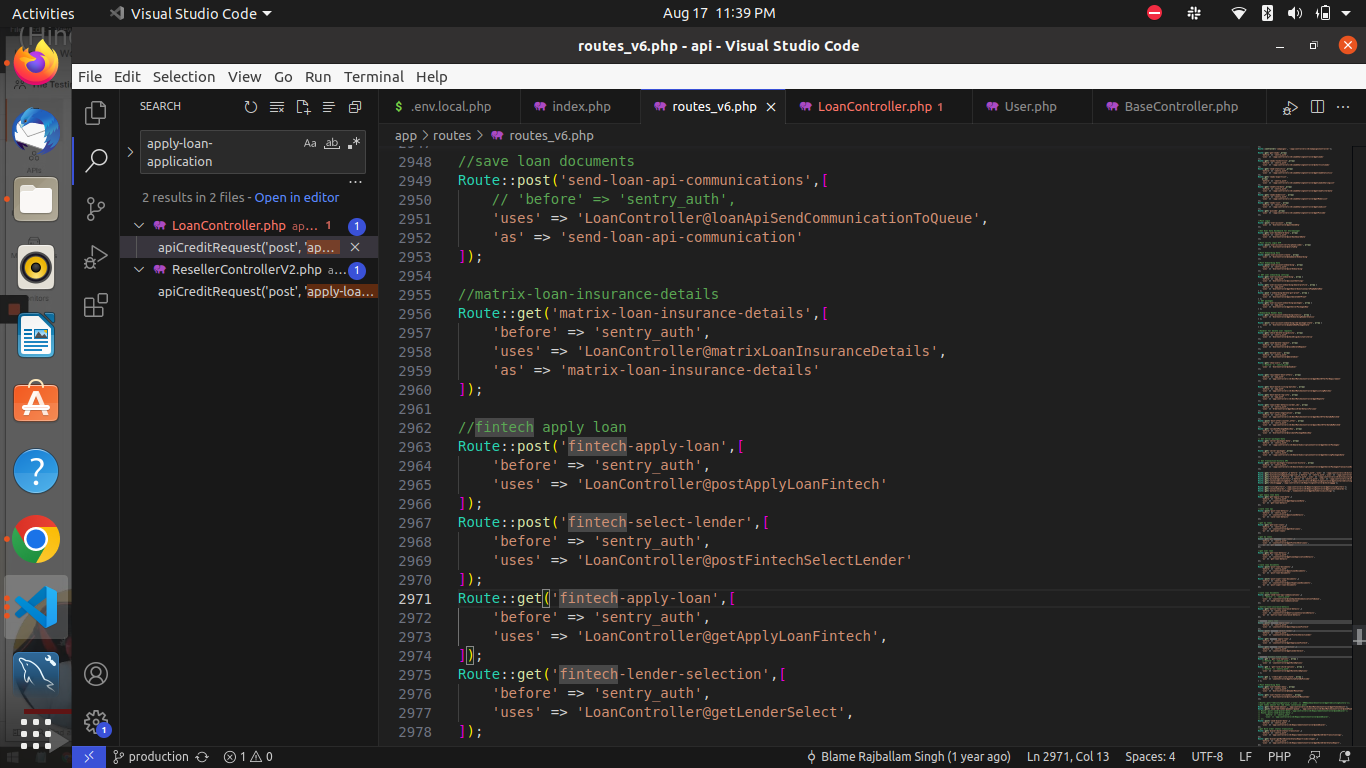 Activities
Visual Studio Code
Aug 17 11:39 PM
routes_v6.php - api - Visual Studio Code
File Edit Selection View Go Run Terminal Help
SEARCH
.env.local.php
index.php
routes_v6.php
LoanController.php 1
User.php
BaseController.php
app > routes > routes_v6.php
apply-loan-
application
Aa ab
2 results in 2 files - Open in editor
LoanController.php ap... 1 1
apiCreditRequest('post', 'ap...
ResellerControllerV2.php a... 1
apiCreditRequest('post', 'apply-loa...
2948 //save loan documents
2949 Route::post('send-loan-api-communications',[
2950 // 'before' => 'sentry_auth',
2951 'uses' => 'LoanController@loanApiSendCommunicationToQueue',
2952 'as' => 'send-loan-api-communication'
2953 ]);
2954
2955 //matrix-loan-insurance-details
2956 Route::get('matrix-loan-insurance-details',[
2957 'before' => 'sentry_auth',
2958 'uses' => 'LoanController@matrixLoanInsuranceDetails',
2959 'as' => 'matrix-loan-insurance-details'
2960 ]);
2961
2962 //fintech apply loan
2963 Route::post('fintech-apply-loan',[
2964 'before' => 'sentry_auth',
2965 'uses' => 'LoanController@postApplyLoanFintech'
2966 ]);
2967 Route::post('fintech-select-lender',[
2968 'before' => 'sentry_auth',
2969 'uses' => 'LoanController@postFintechSelectLender'
2970 ]);
2971 Route::get('fintech-apply-loan',[
2972 'before' => 'sentry_auth',
2973 'uses' => 'LoanController@getApplyLoanFintech',
2974 ]);
2975 Route::get('fintech-lender-selection',[
2976 'before' => 'sentry_auth',
2977 'uses' => 'LoanController@getLenderSelect',
2978 ]);
production 1 0
Blame Rajballam Singh (1 year ago)
Ln 2971, Col 13
Spaces: 4
UTF-8
LF
PHP